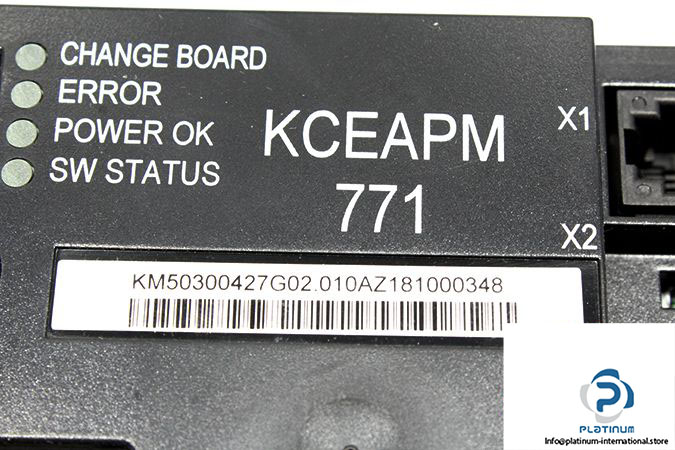 CHANGE BOARD
ERROR
POWER OK
SW STATUS
KCEAPM
771
X1
X2
KM50300427G02.010AZ181000348
PLATINUM
Info@platinum-international.store